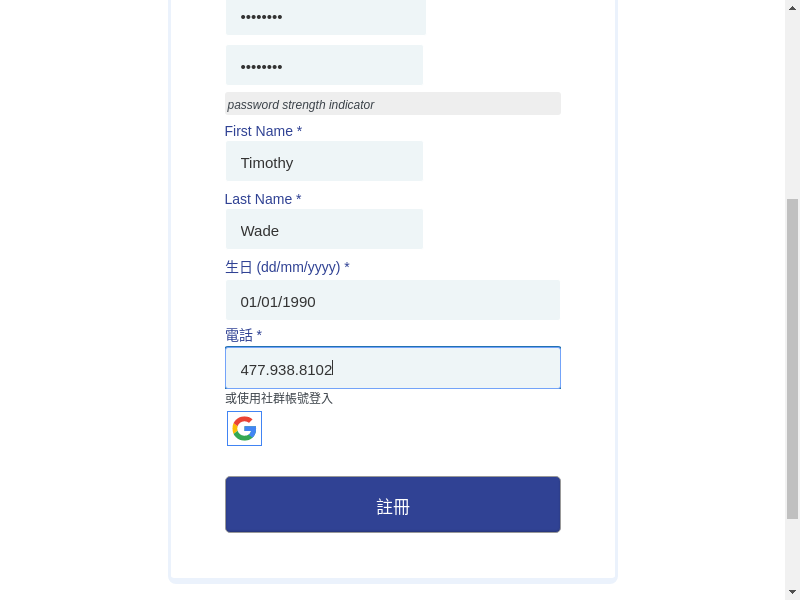 ••••••••
••••••••
password strength indicator
First Name *
Timothy
Last Name *
Wade
生日 (dd/mm/yyyy) *
01/01/1990
電話 *
477.938.8102
或使用社群帳號登入
註冊